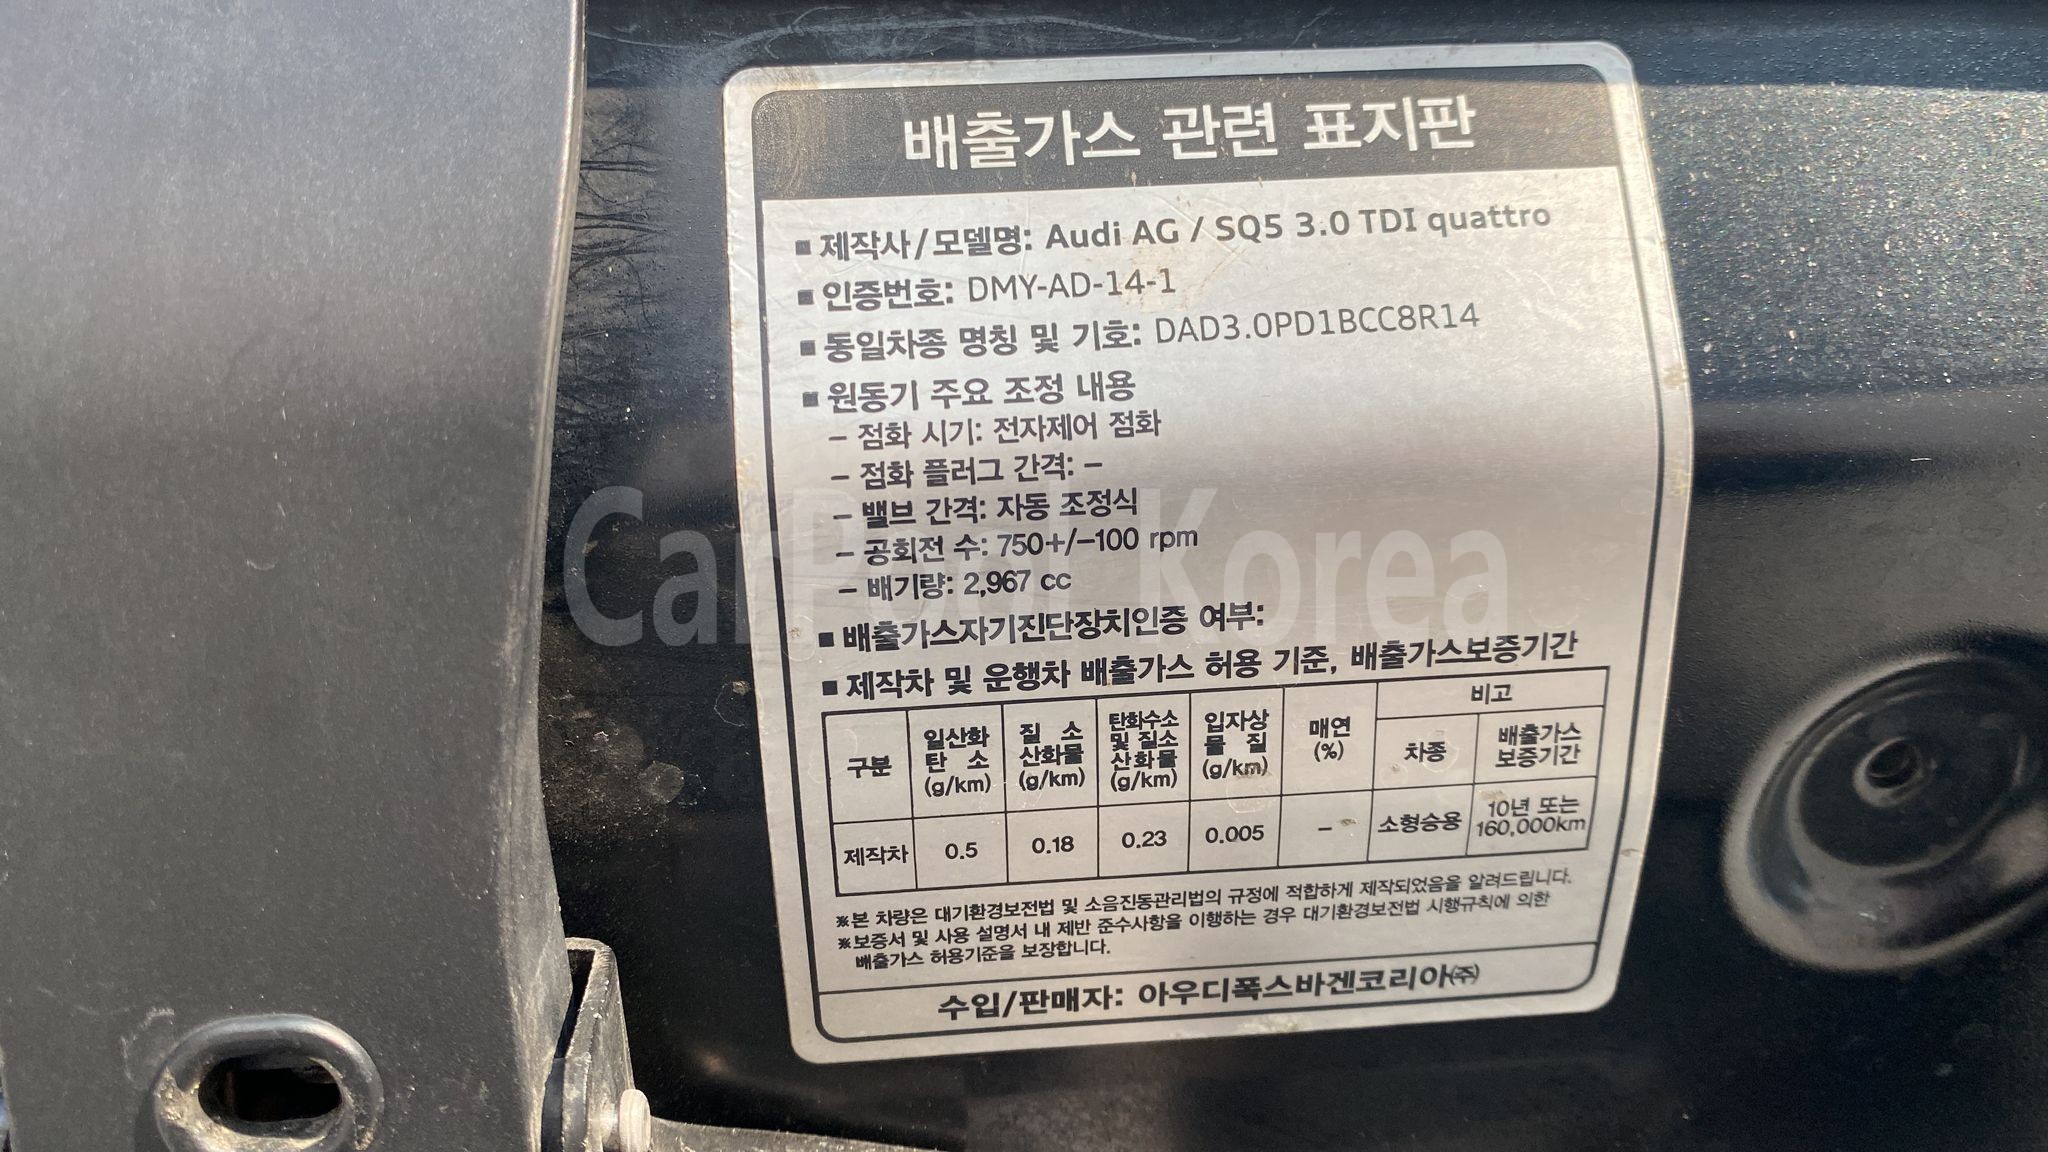 배출가스 관련 표지판
▪ 제작사/모델명: Audi AG / SQ5 3.0 TDI quattro
▪ 인증번호: DMY-AD-14-1
▪ 동일차종 명칭 및 기호: DAD3.0PD1BCC8R14
▪ 원동기 주요 조정 내용
– 점화 시기: 전자제어 점화
– 점화 플러그 간격: –
– 밸브 간격: 자동 조정식
– 공회전 수: 750+/–100 rpm
– 배기량: 2,967 cc
CarPeel Korea
▪ 배출가스자기진단장치인증 여부:
▪ 제작차 및 운행차 배출가스 허용 기준, 배출가스보증기간
구분 일산화탄소 (g/km) 질소산화물 (g/km) 탄화수소 및 질소산화물 (g/km) 입자상물질 (g/km) 매연 (%) 비고
차종 배출가스 보증기간
제작차 0.5 0.18 0.23 0.005 – 소형승용 10년 또는 160,000km
※본 차량은 대기환경보전법 및 소음진동관리법의 규정에 적합하게 제작되었음을 알려드립니다.
※보증서 및 사용 설명서 내 제반 준수사항을 이행하는 경우 대기환경보전법 시행규칙에 의한
배출가스 허용기준을 보장합니다.
수입/판매자: 아우디폭스바겐코리아㈜